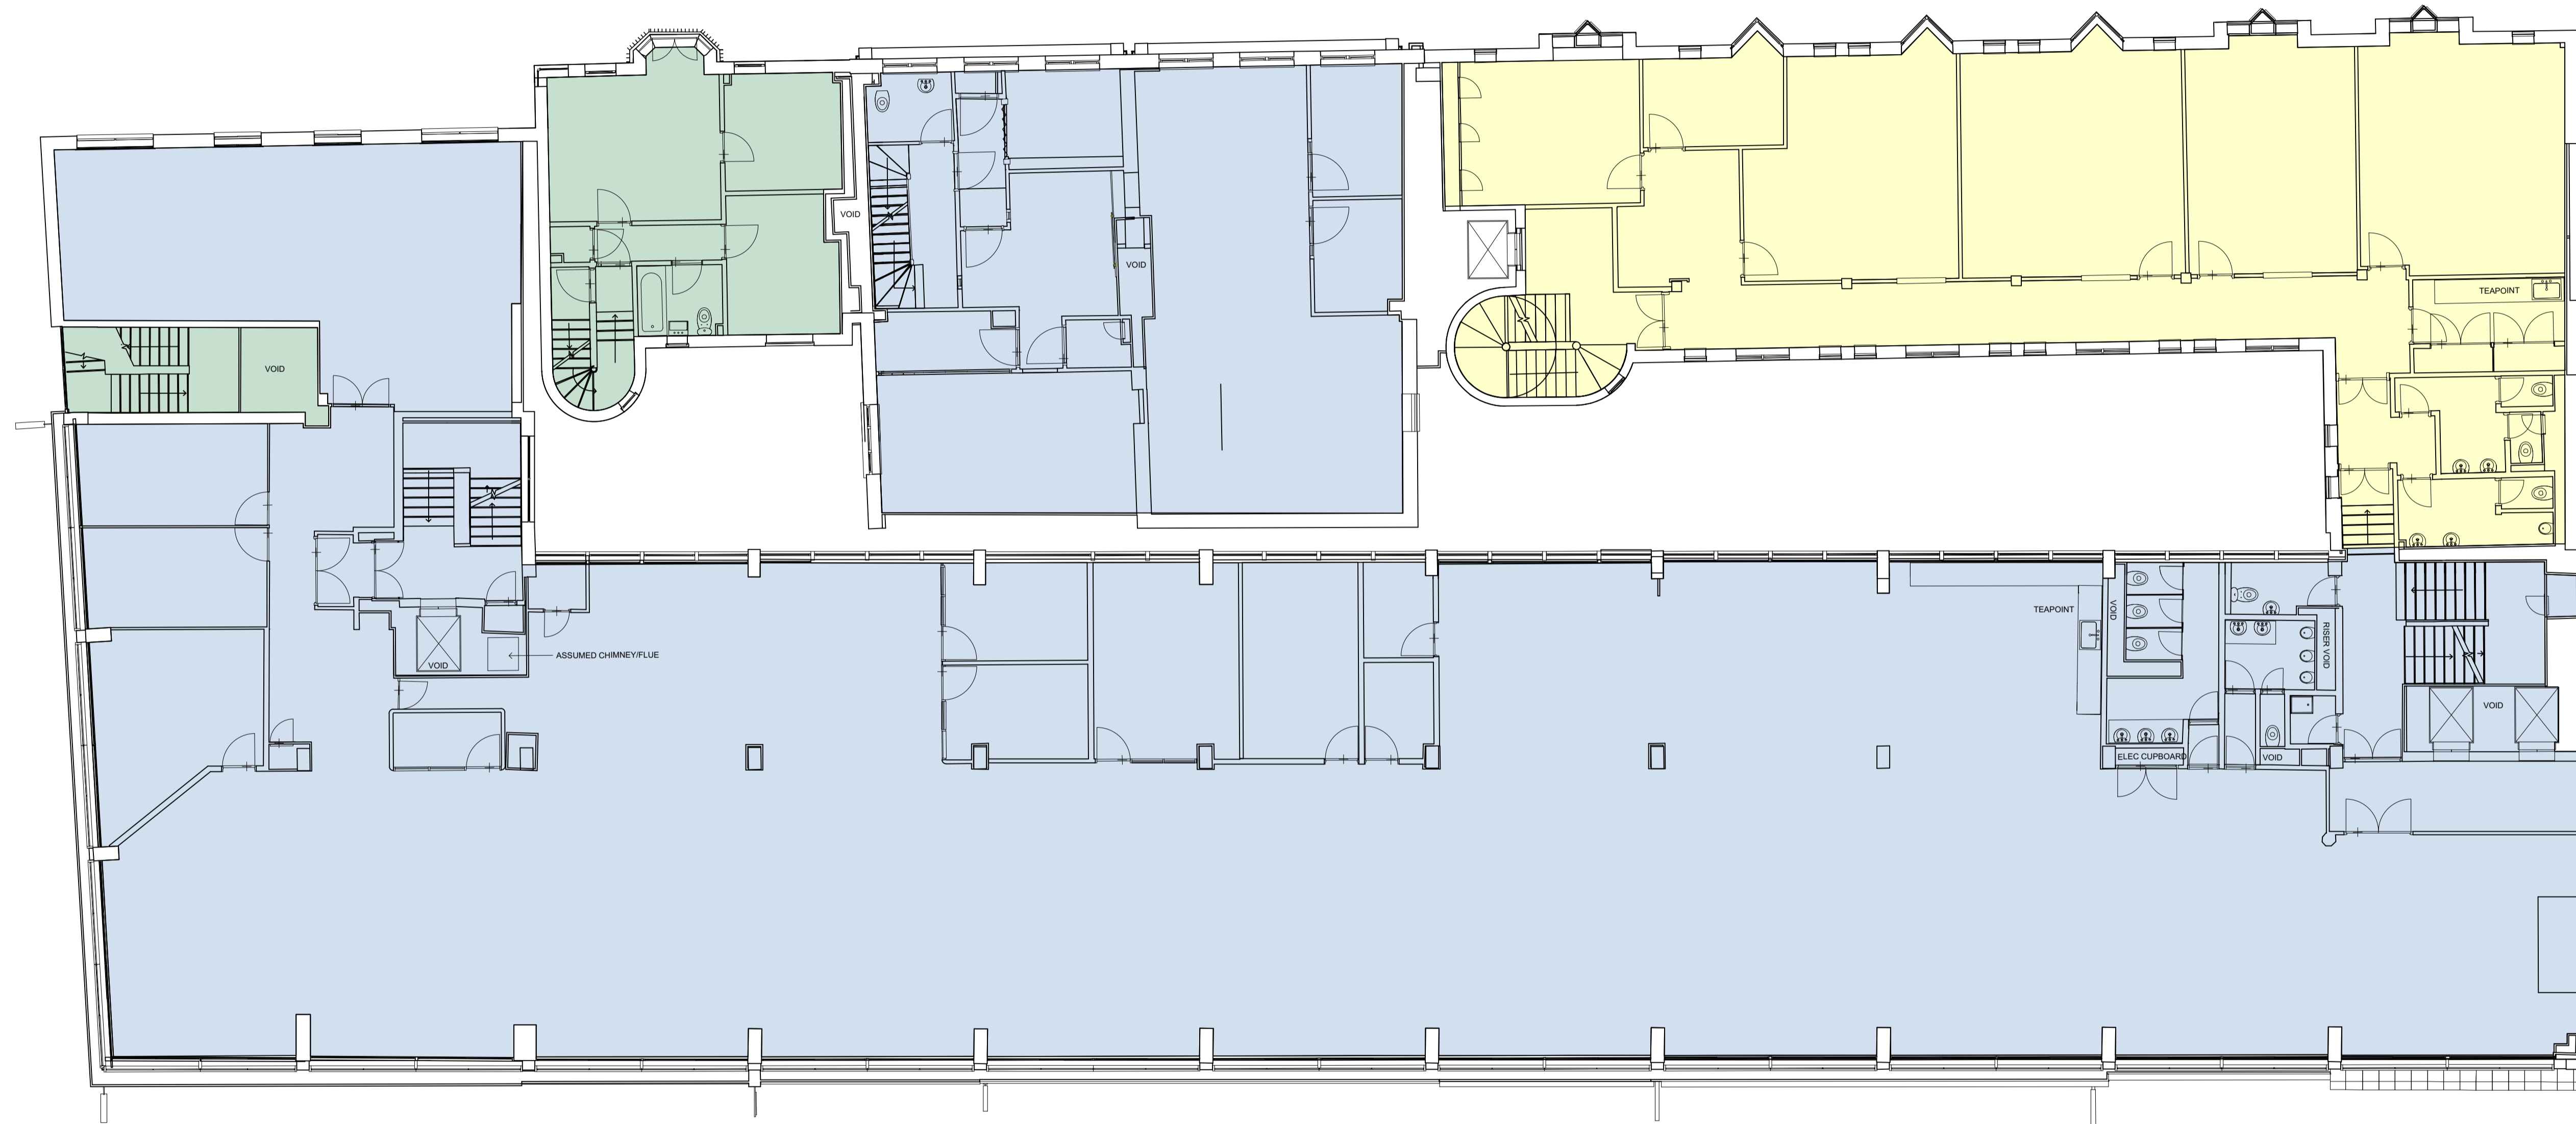 VOID
VOID
TEAPOINT
VOID
TEAPOINT
VOID
RISER VOID
ASSUMED CHIMNEY/FLUE
VOID
VOID
ELEC CUPBOARD
VOID